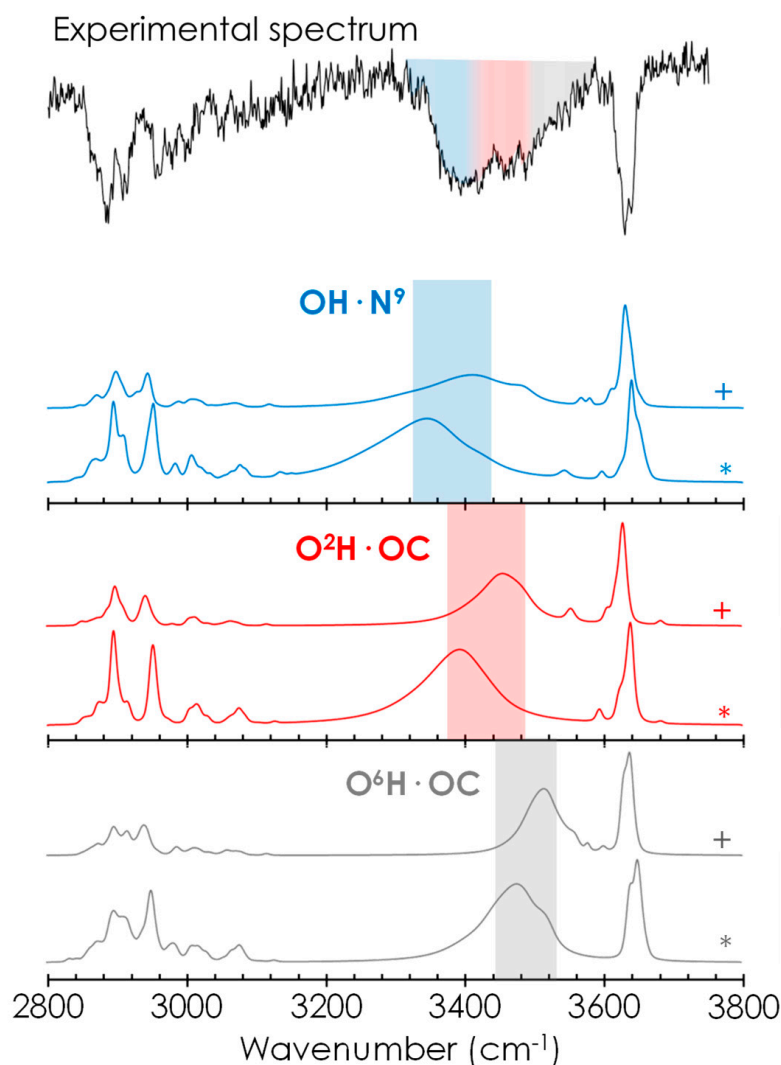 Experimental spectrum
OH · N⁹
+
*
O²H · OC
+
*
O⁶H · OC
+
*
2800 3000 3200 3400 3600 3800
Wavenumber (cm⁻¹)